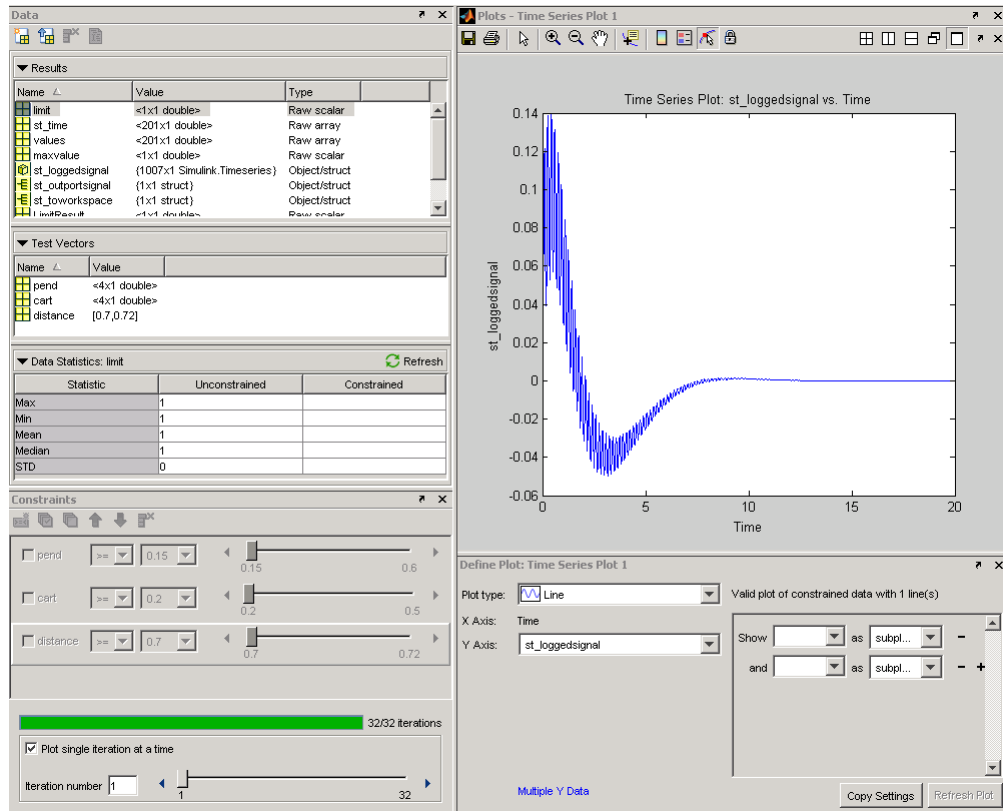 Data
Results
Name Value Type
limit <1x1 double> Raw scalar
st_time <201x1 double> Raw array
values <201x1 double> Raw array
maxvalue <1x1 double> Raw scalar
st_loggedsignal {1007x1 Simulink.Timeseries} Object/struct
st_outportsignal {1x1 struct} Object/struct
st_toworkspace {1x1 struct} Object/struct
LimitResult <1x1 double> Raw scalar
Test Vectors
Name Value
pend <4x1 double>
cart <4x1 double>
distance [0.7,0.72]
Data Statistics: limit Refresh
Statistic Unconstrained Constrained
Max 1
Min 1
Mean 1
Median 1
STD 0
Constraints
pend >= 0.15
0.15 0.6
cart >= 0.2
0.2 0.5
distance >= 0.7
0.7 0.72
32/32 iterations
Plot single iteration at a time
Iteration number 1
1 32
Plots - Time Series Plot 1
Time Series Plot: st_loggedsignal vs. Time
0.14
0.12
0.1
0.08
0.06
0.04
0.02
0
-0.02
-0.04
-0.06
st_loggedsignal
0 5 10 15 20
Time
Define Plot: Time Series Plot 1
Plot type: Line
X Axis: Time
Y Axis: st_loggedsignal
Valid plot of constrained data with 1 line(s)
Show as subpl...
and as subpl...
Multiple Y Data
Copy Settings
Refresh Plot